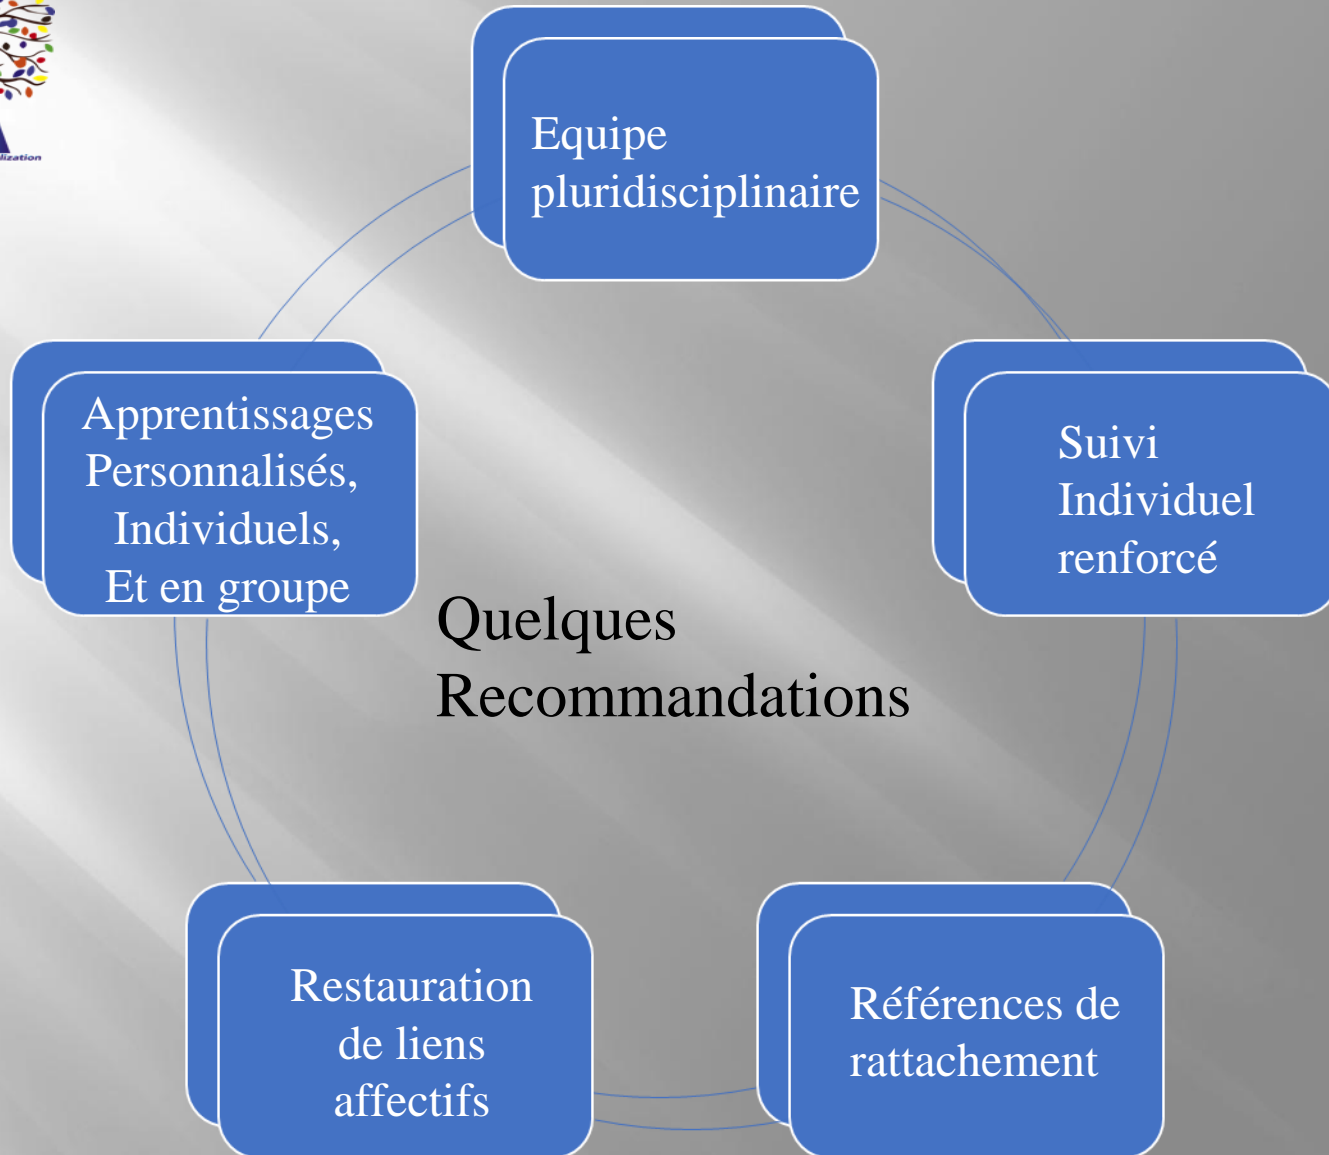 lization
Equipe
pluridisciplinaire
Apprentissages
Personnalisés,
Individuels,
Et en groupe
Suivi
Individuel
renforcé
Quelques
Recommandations
Restauration
de liens
affectifs
Références de
rattachement